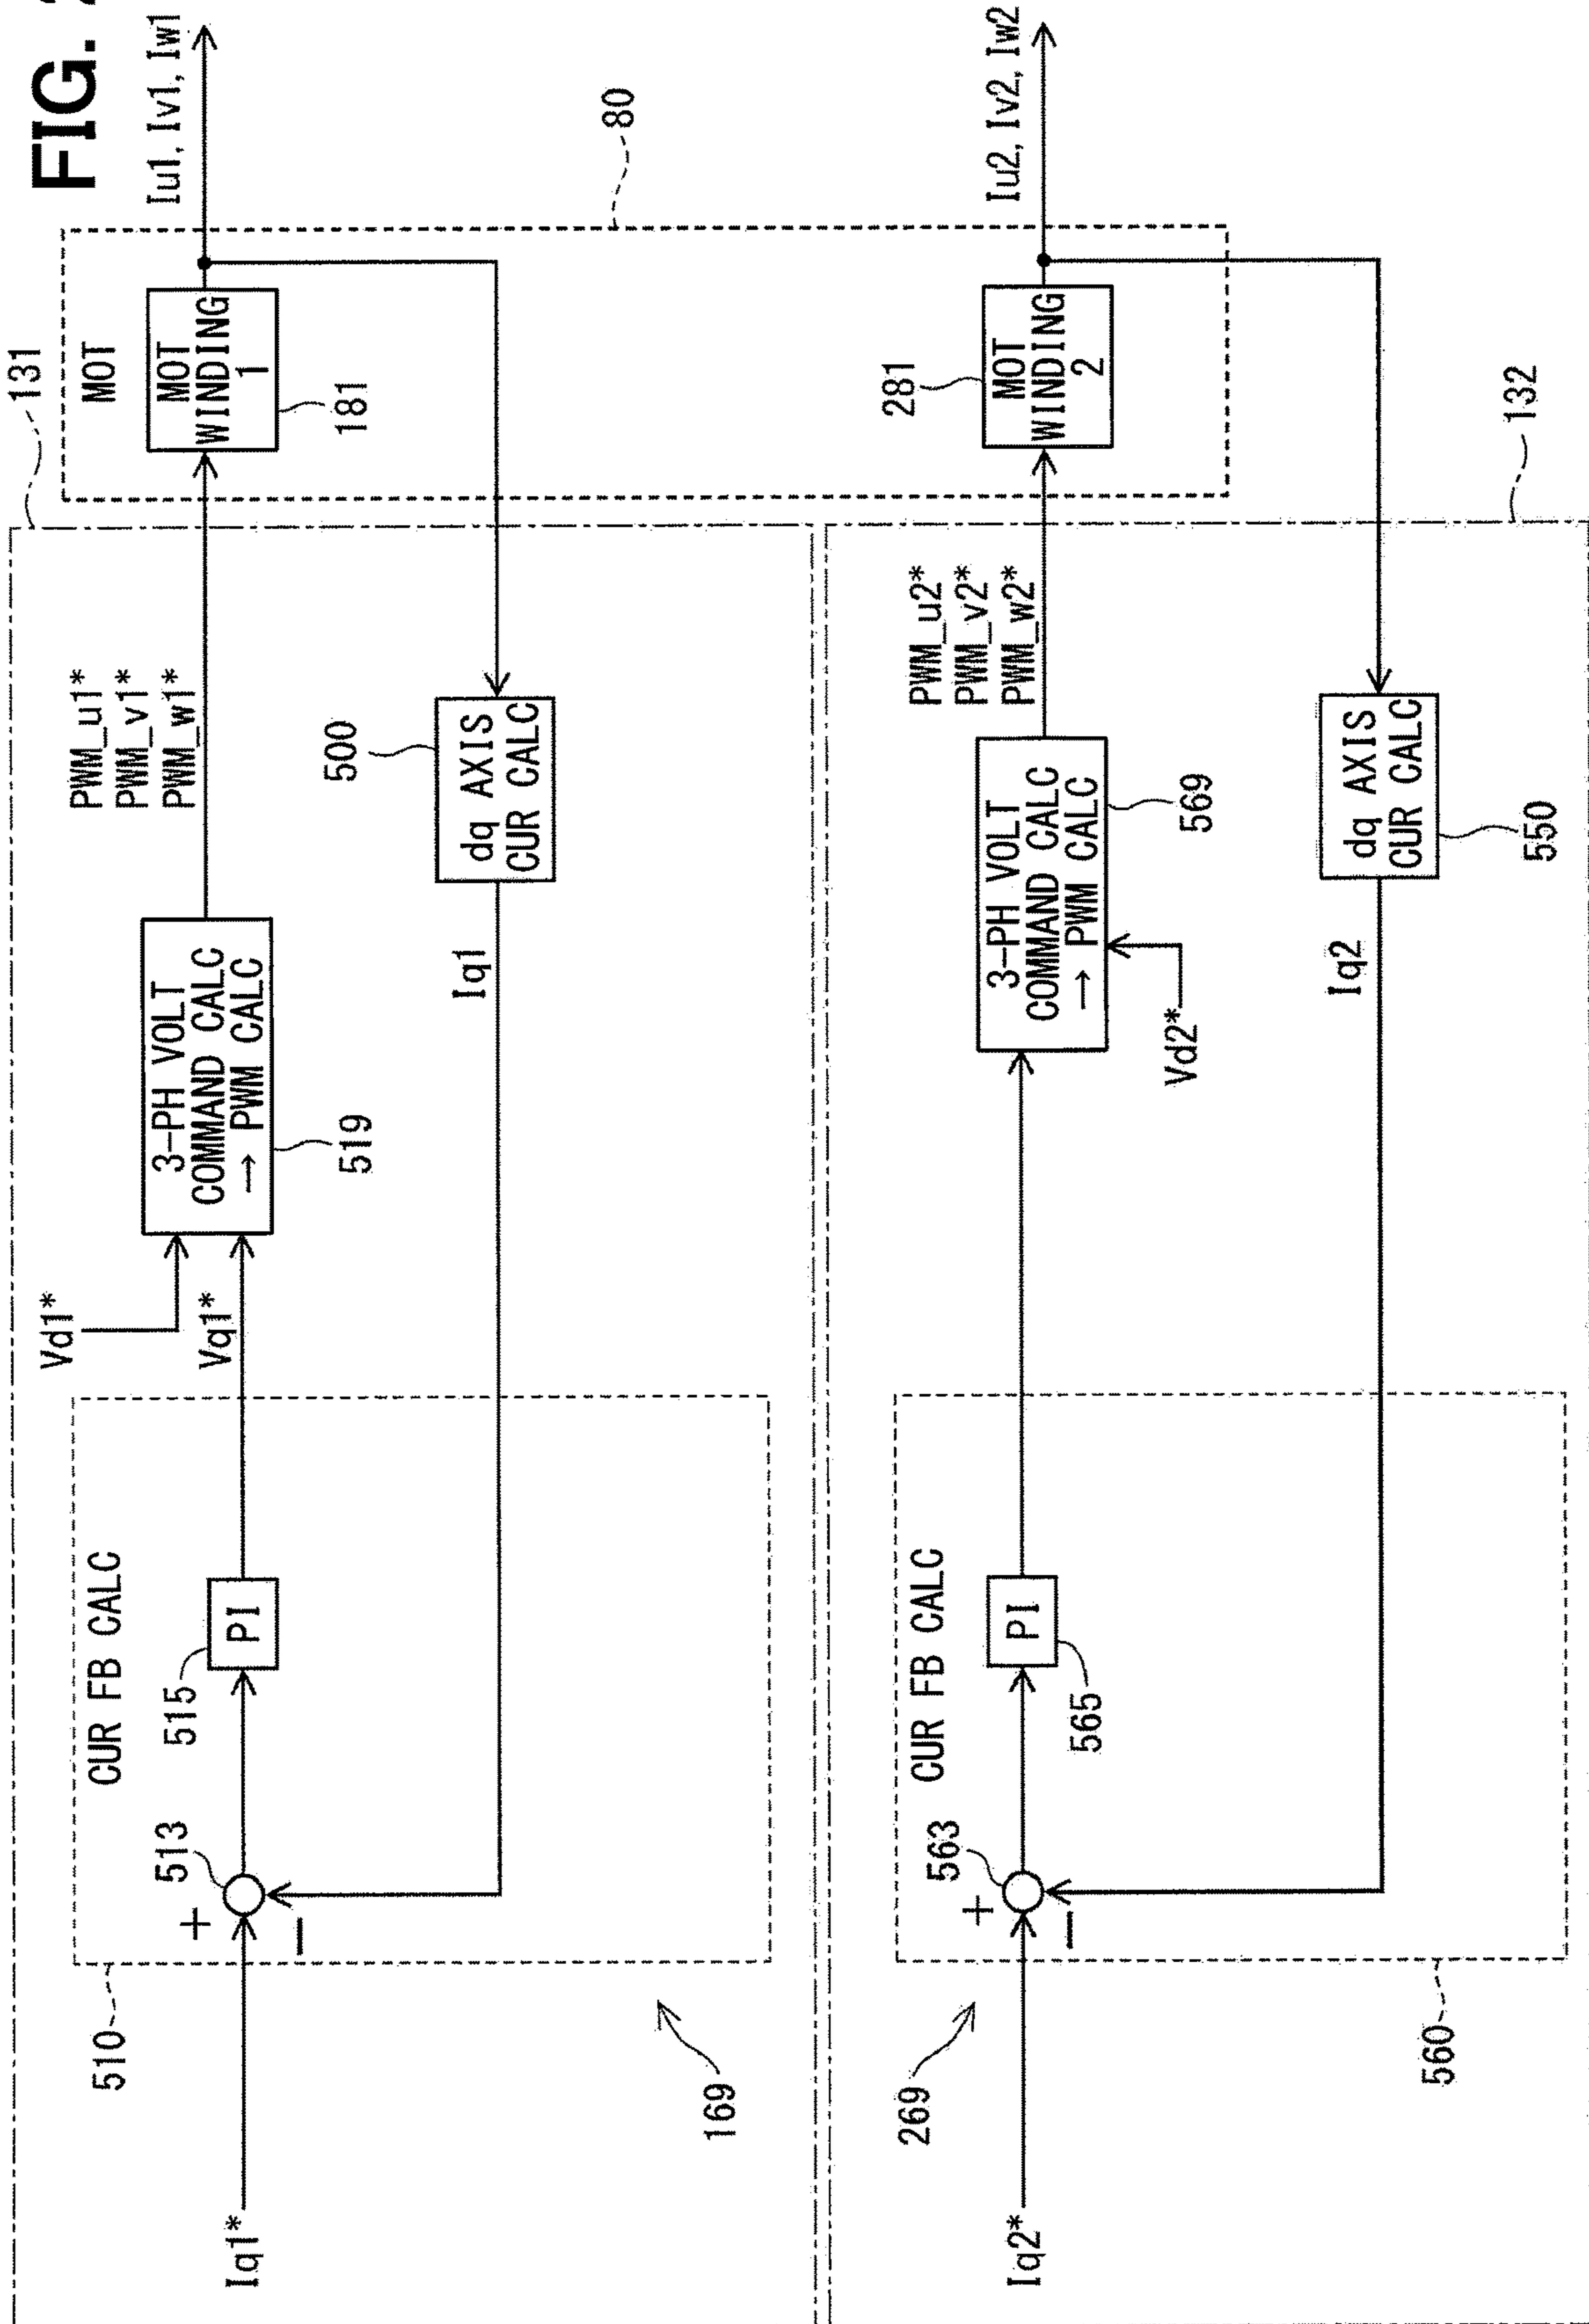 FIG.
131
MOT
80
Iu1, Iv1, Iw1
MOT
WINDING
1
181
PWM_u1*
PWM_v1*
PWM_w1*
Vd1*
Vq1*
3-PH VOLT
COMMAND CALC
→ PWM CALC
519
500
dq AXIS
CUR CALC
Iq1
510
CUR FB CALC
513
515
PI
+
−
Iq1*
169
Iu2, Iv2, Iw2
281
MOT
WINDING
2
132
PWM_u2*
PWM_v2*
PWM_w2*
3-PH VOLT
COMMAND CALC
→ PWM CALC
569
Vd2*
dq AXIS
CUR CALC
550
Iq2
CUR FB CALC
563
PI
565
+
−
Iq2*
269
560